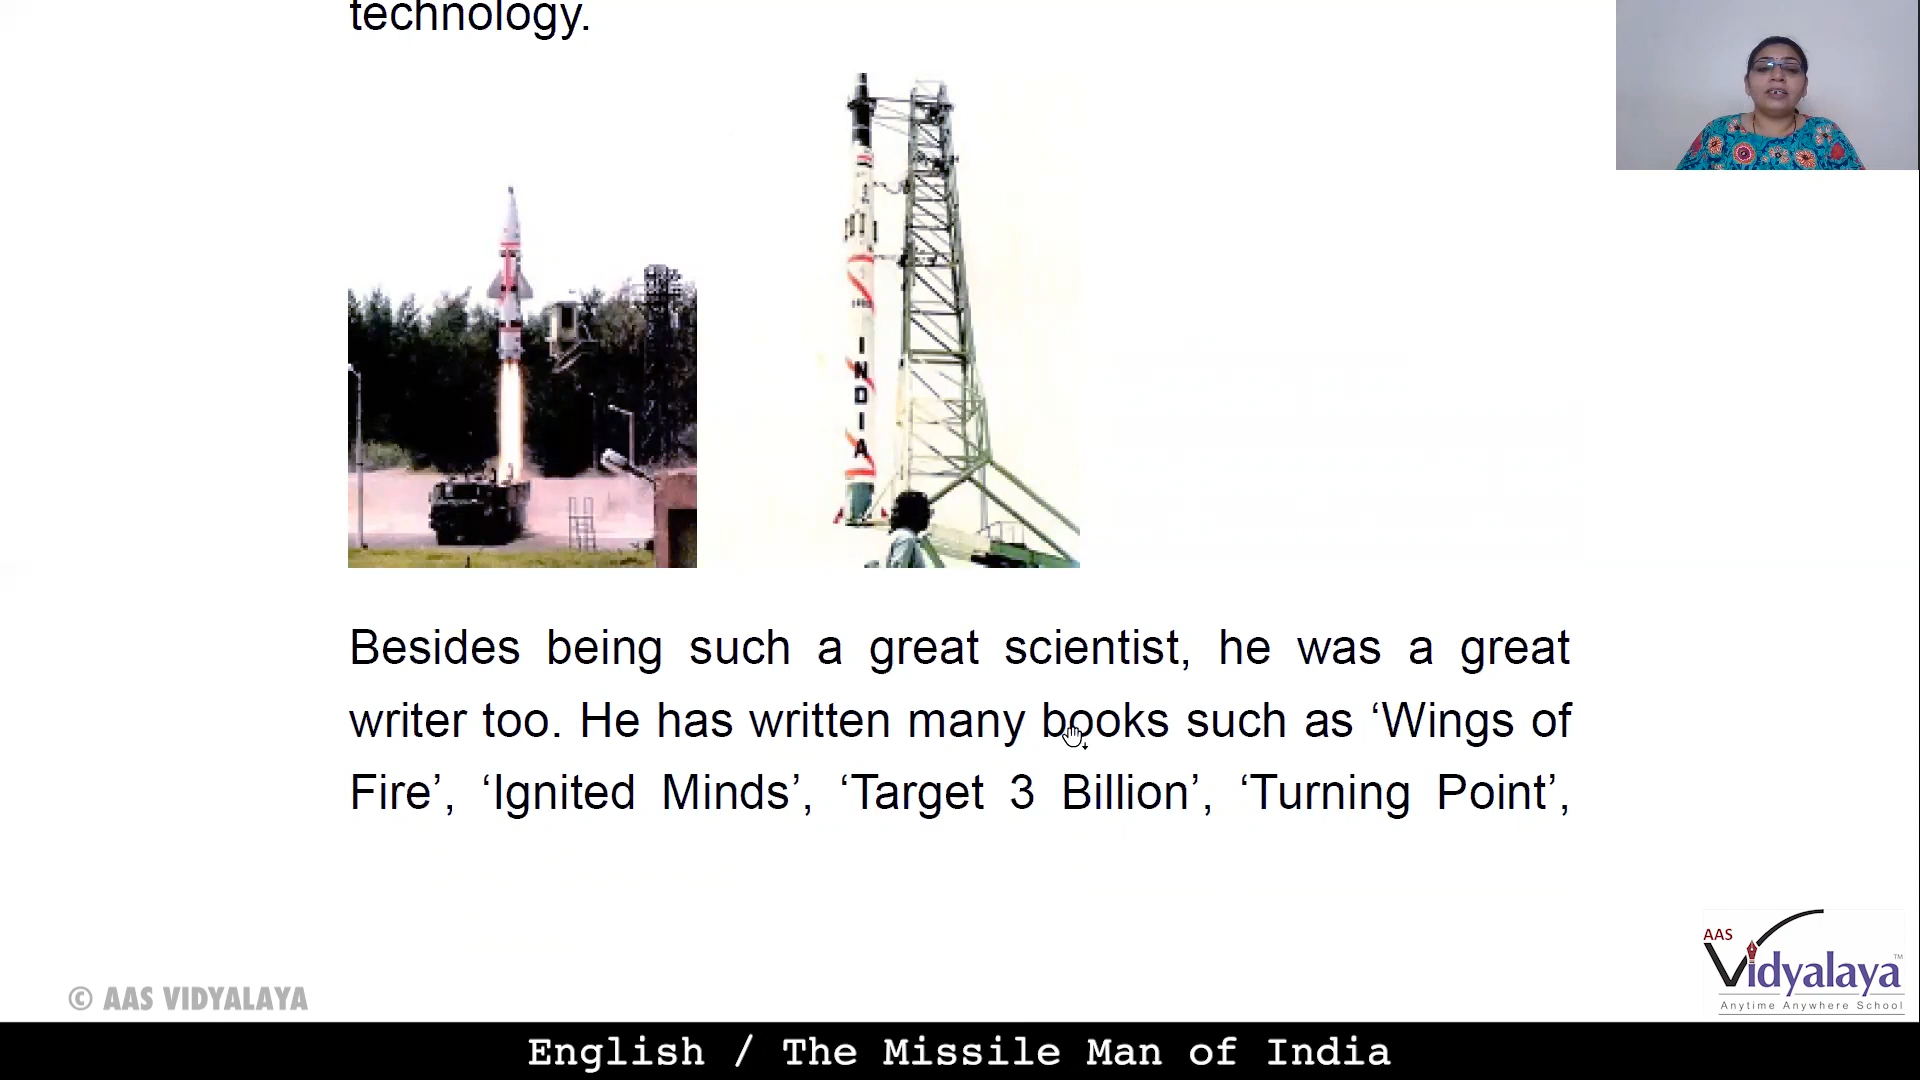 technology.
INDIA
Besides being such a great scientist, he was a great
writer too. He has written many books such as ‘Wings of
Fire’, ‘Ignited Minds’, ‘Target 3 Billion’, ‘Turning Point’,
AAS
Vidyalaya™
Anytime Anywhere School
© AAS VIDYALAYA
English / The Missile Man of India